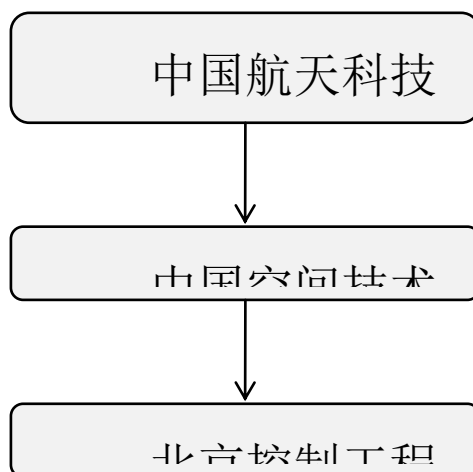 中国航天科技
中国空间技术
北京控制工程